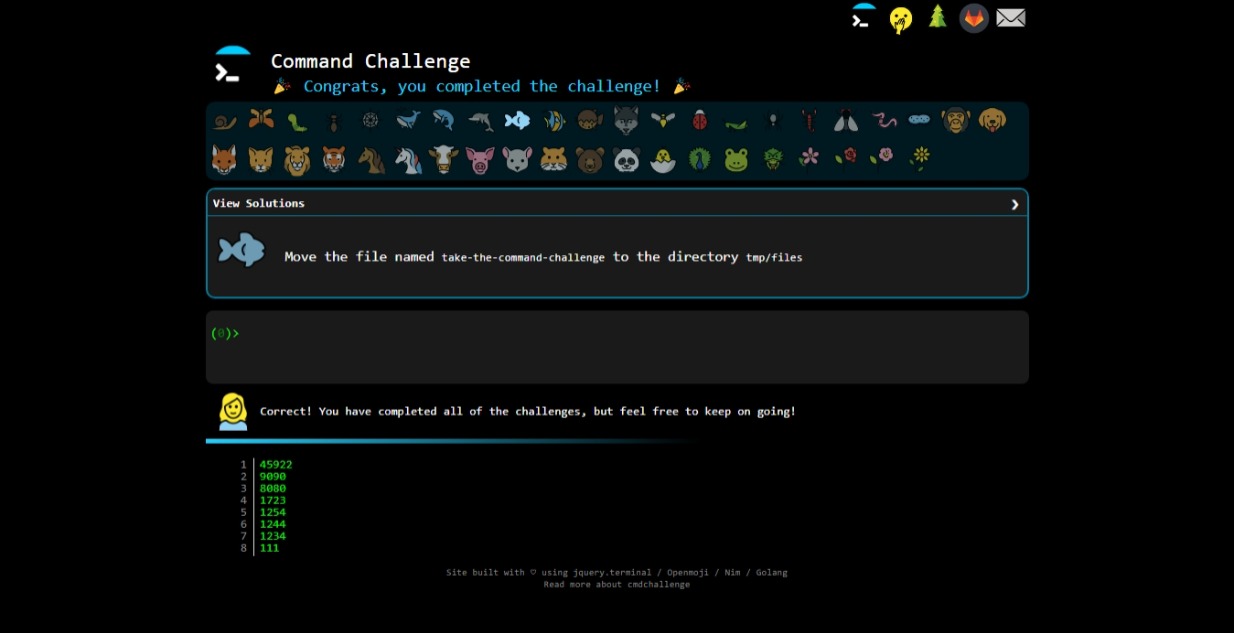 Command Challenge
Congrats, you completed the challenge!
View Solutions
Move the file named take-the-command-challenge to the directory tmp/files
(0)>
Correct! You have completed all of the challenges, but feel free to keep on going!
1 45922
2 9090
3 8080
4 1723
5 1254
6 1244
7 1234
8 111
Site built with ♡ using jquery.terminal / Openmoji / Nim / Golang
Read more about cmdchallenge